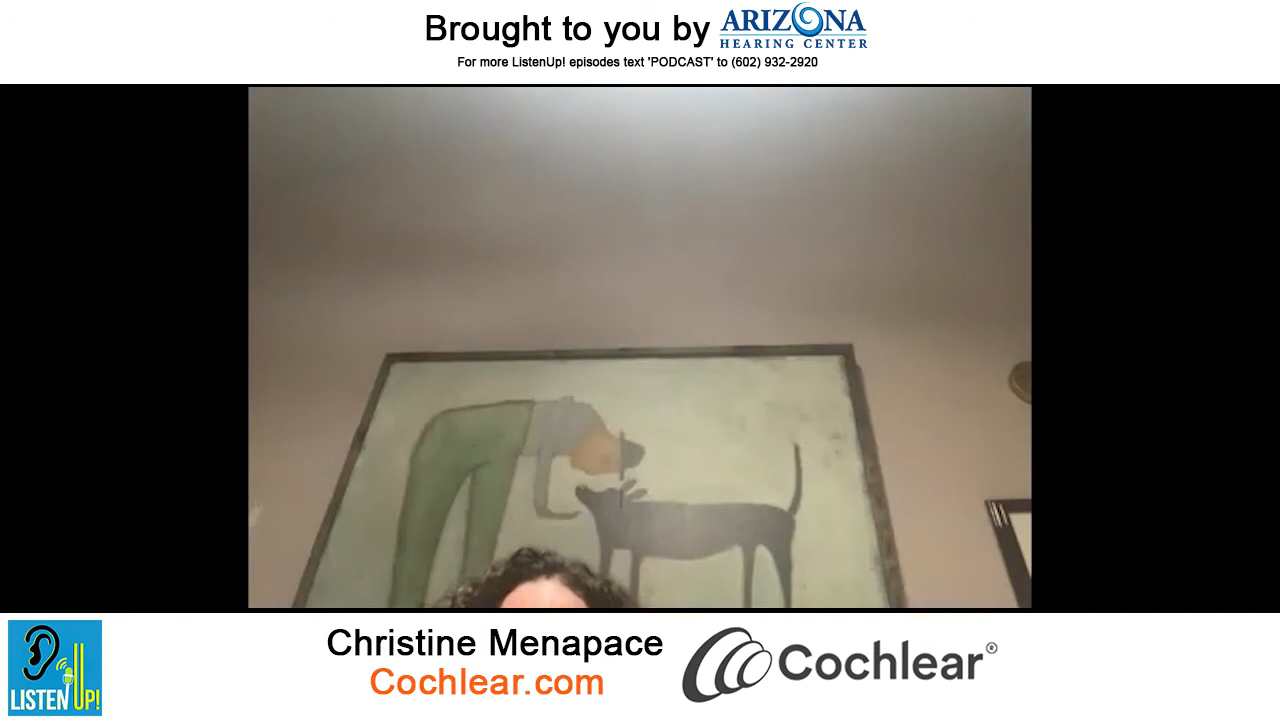 Brought to you by ARIZONA
HEARING CENTER
For more ListenUp! episodes text 'PODCAST' to (602) 932-2920
LISTEN UP!
Christine Menapace
Cochlear.com
Cochlear®